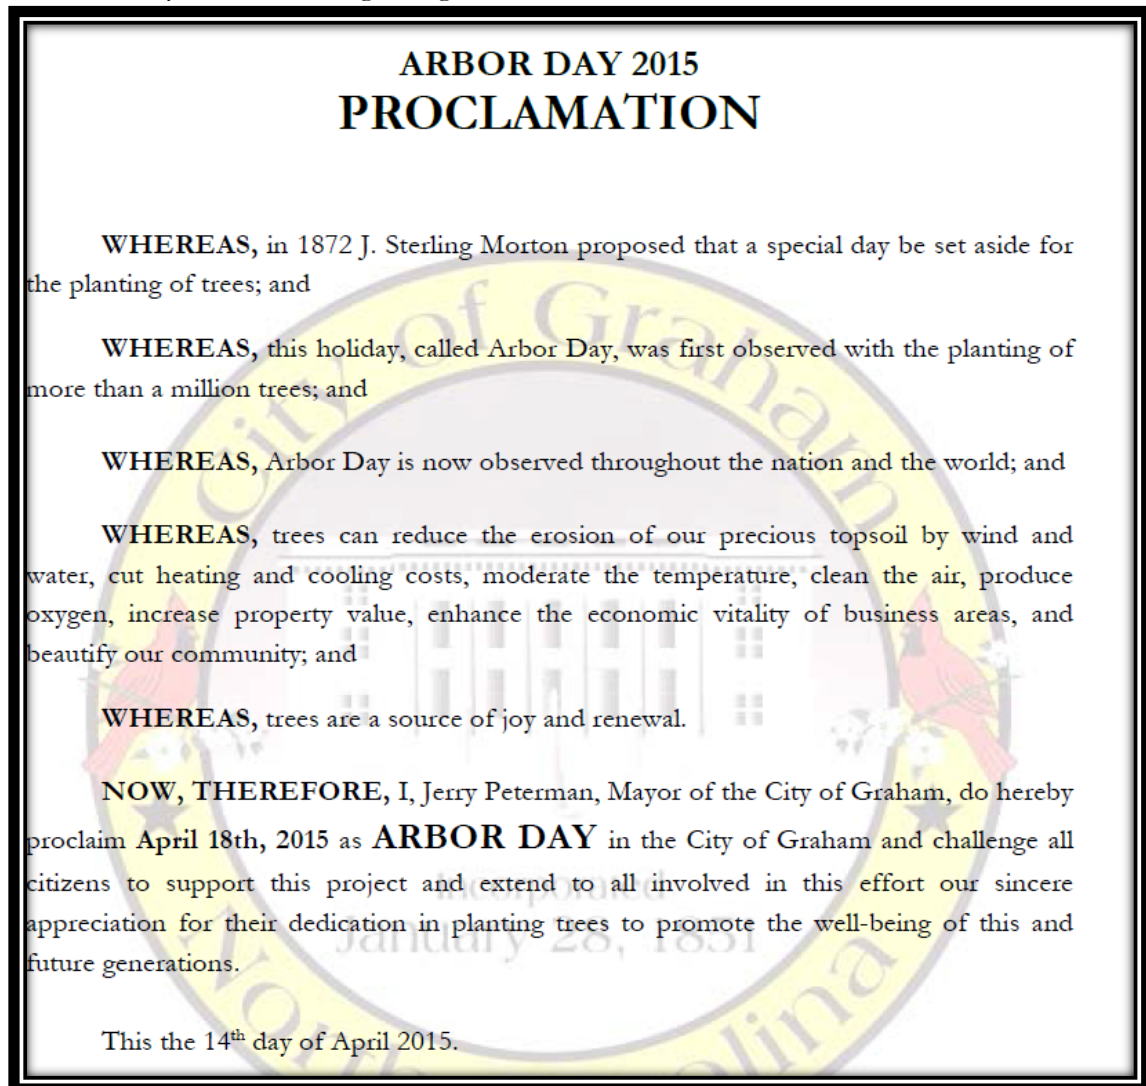 ARBOR DAY 2015
PROCLAMATION
WHEREAS, in 1872 J. Sterling Morton proposed that a special day be set aside for
the planting of trees; and
WHEREAS, this holiday, called Arbor Day, was first observed with the planting of
more than a million trees; and
WHEREAS, Arbor Day is now observed throughout the nation and the world; and
WHEREAS, trees can reduce the erosion of our precious topsoil by wind and
water, cut heating and cooling costs, moderate the temperature, clean the air, produce
oxygen, increase property value, enhance the economic vitality of business areas, and
beautify our community; and
WHEREAS, trees are a source of joy and renewal.
NOW, THEREFORE, I, Jerry Peterman, Mayor of the City of Graham, do hereby
proclaim April 18th, 2015 as ARBOR DAY in the City of Graham and challenge all
citizens to support this project and extend to all involved in this effort our sincere
appreciation for their dedication in planting trees to promote the well-being of this and
future generations.
This the 14th day of April 2015.
City of Graham
Incorporated
January 28, 1851
North Carolina